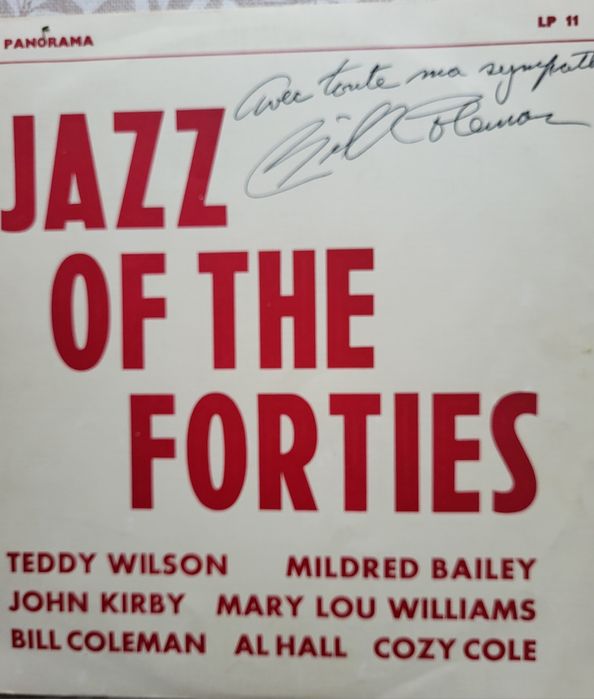 PANORAMA LP 11
Avec toute ma sympath
Bill Coleman
JAZZ
OF THE
FORTIES
TEDDY WILSON MILDRED BAILEY
JOHN KIRBY MARY LOU WILLIAMS
BILL COLEMAN AL HALL COZY COLE